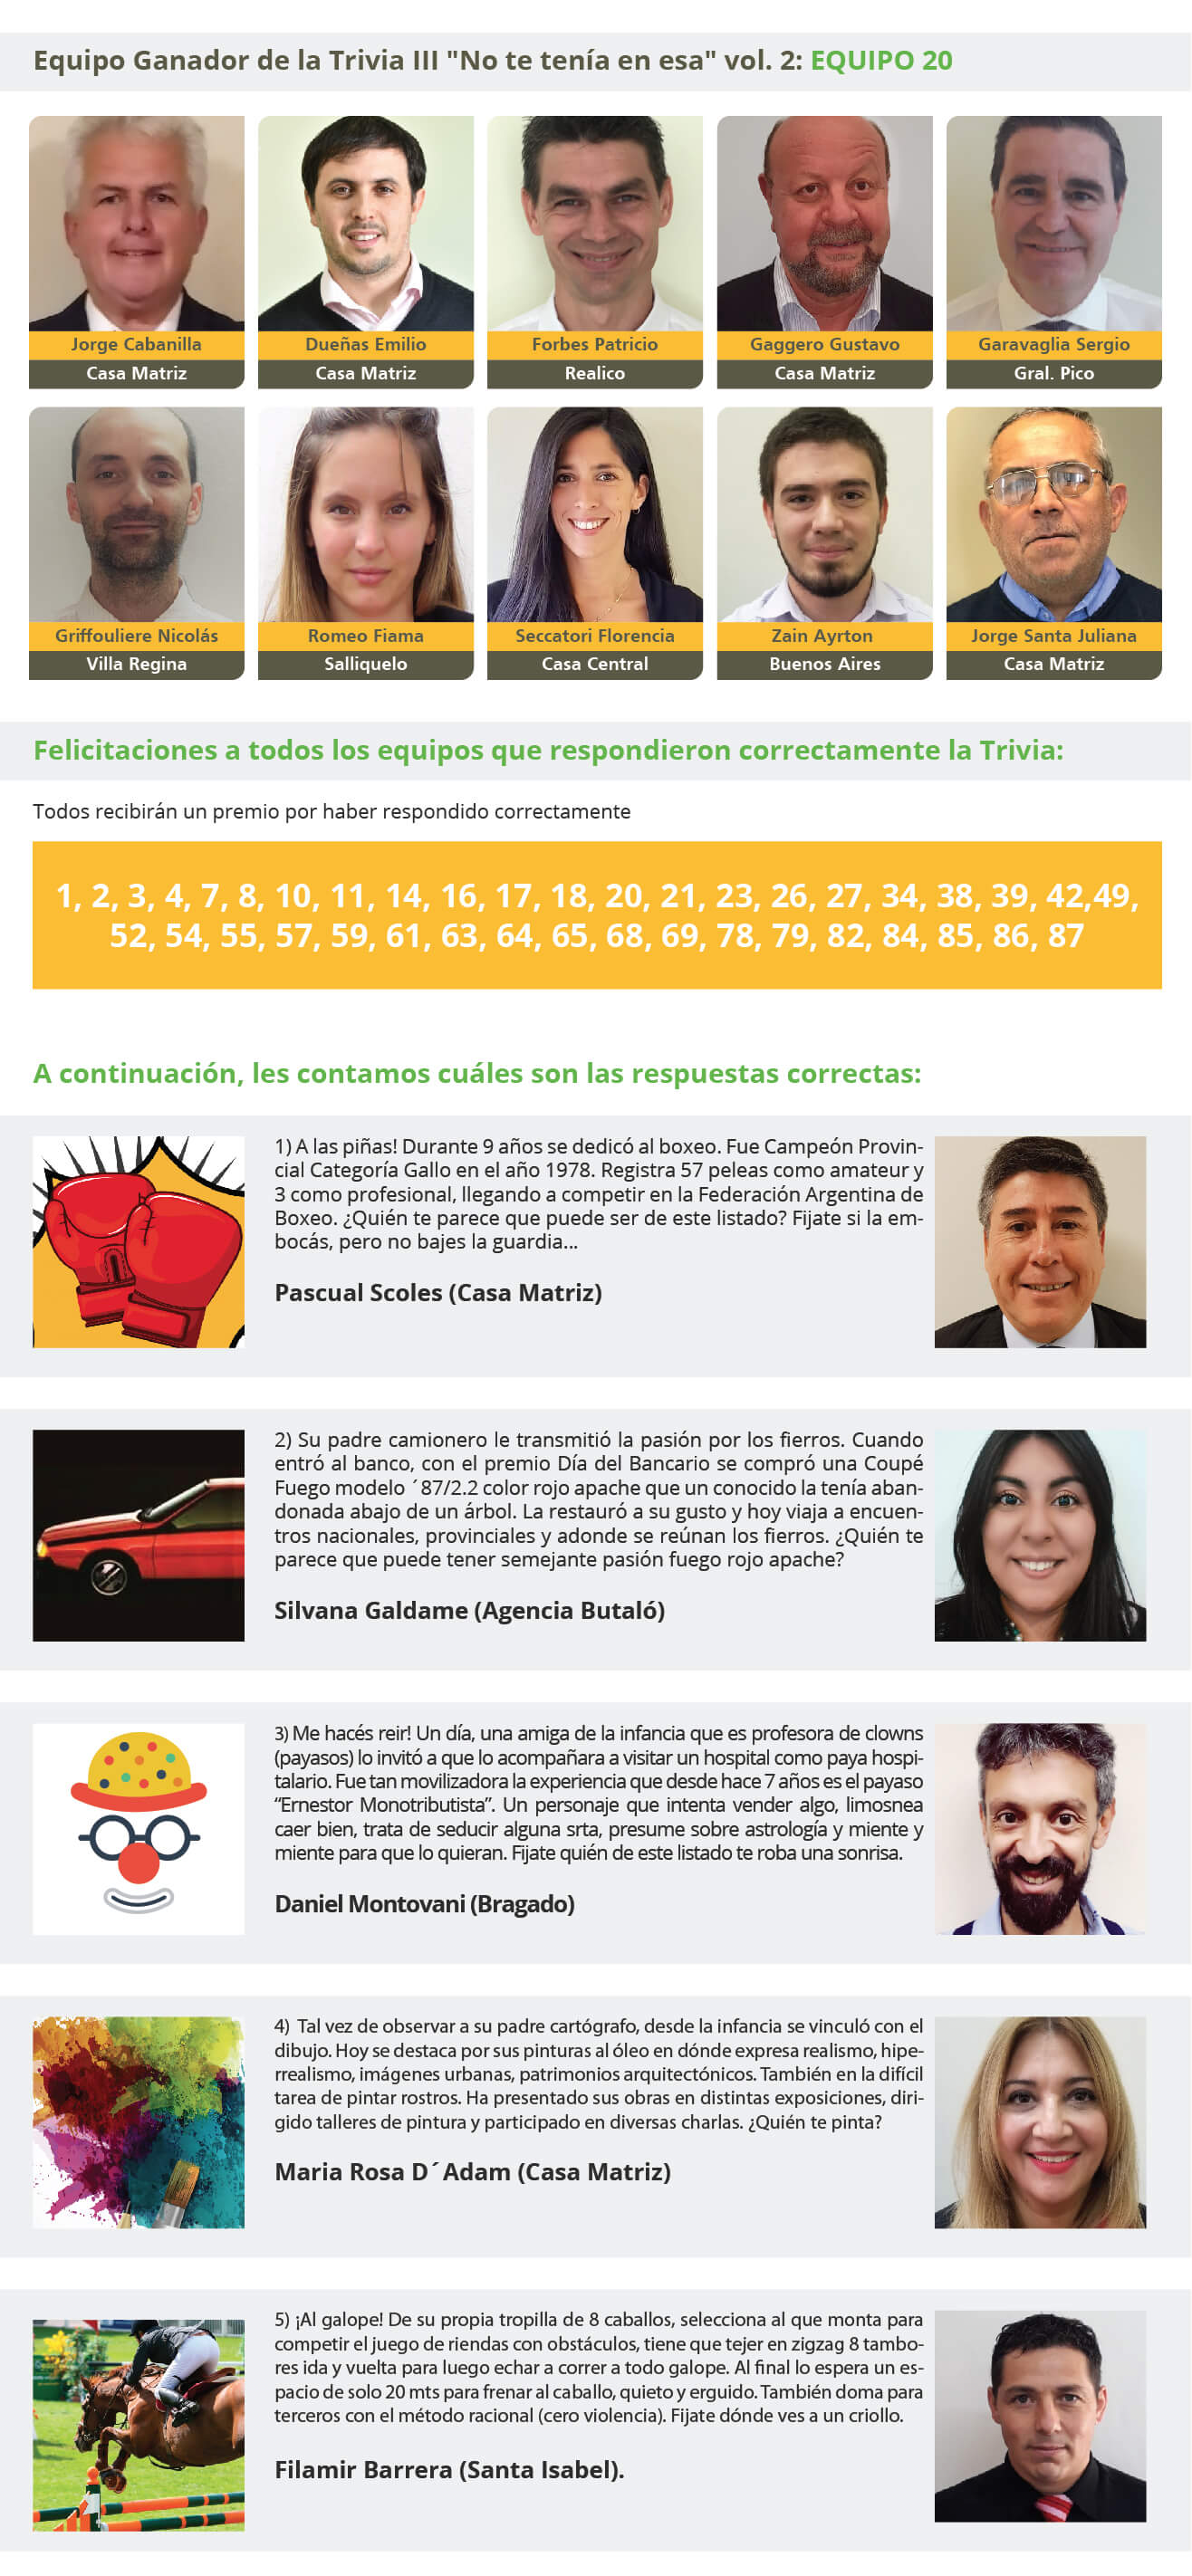 Equipo Ganador de la Trivia III "No te tenía en esa" vol. 2: EQUIPO 20
Jorge Cabanilla
Casa Matriz
Dueñas Emilio
Casa Matriz
Forbes Patricio
Realico
Gaggero Gustavo
Casa Matriz
Garavaglia Sergio
Gral. Pico
Griffouliere Nicolás
Villa Regina
Romeo Fiama
Salliquelo
Seccatori Florencia
Casa Central
Zain Ayrton
Buenos Aires
Jorge Santa Juliana
Casa Matriz
Felicitaciones a todos los equipos que respondieron correctamente la Trivia:
Todos recibirán un premio por haber respondido correctamente
1, 2, 3, 4, 7, 8, 10, 11, 14, 16, 17, 18, 20, 21, 23, 26, 27, 34, 38, 39, 42,49,
52, 54, 55, 57, 59, 61, 63, 64, 65, 68, 69, 78, 79, 82, 84, 85, 86, 87
A continuación, les contamos cuáles son las respuestas correctas:
1) A las piñas! Durante 9 años se dedicó al boxeo. Fue Campeón Provin-
cial Categoría Gallo en el año 1978. Registra 57 peleas como amateur y
3 como profesional, llegando a competir en la Federación Argentina de
Boxeo. ¿Quién te parece que puede ser de este listado? Fijate si la em-
bocás, pero no bajes la guardia...
Pascual Scoles (Casa Matriz)
2) Su padre camionero le transmitió la pasión por los fierros. Cuando
entró al banco, con el premio Día del Bancario se compró una Coupé
Fuego modelo ´87/2.2 color rojo apache que un conocido la tenía aban-
donada abajo de un árbol. La restauró a su gusto y hoy viaja a encuen-
tros nacionales, provinciales y adonde se reúnan los fierros. ¿Quién te
parece que puede tener semejante pasión fuego rojo apache?
Silvana Galdame (Agencia Butaló)
3) Me hacés reir! Un día, una amiga de la infancia que es profesora de clowns
(payasos) lo invitó a que lo acompañara a visitar un hospital como paya hospi-
talario. Fue tan movilizadora la experiencia que desde hace 7 años es el payaso
“Ernestor Monotributista”. Un personaje que intenta vender algo, limosnea
caer bien, trata de seducir alguna srta, presume sobre astrología y miente y
miente para que lo quieran. Fijate quién de este listado te roba una sonrisa.
Daniel Montovani (Bragado)
4) Tal vez de observar a su padre cartógrafo, desde la infancia se vinculó con el
dibujo. Hoy se destaca por sus pinturas al óleo en dónde expresa realismo, hipe-
rrealismo, imágenes urbanas, patrimonios arquitectónicos. También en la difícil
tarea de pintar rostros. Ha presentado sus obras en distintas exposiciones, diri-
gido talleres de pintura y participado en diversas charlas. ¿Quién te pinta?
Maria Rosa D´Adam (Casa Matriz)
5) ¡Al galope! De su propia tropilla de 8 caballos, selecciona al que monta para
competir el juego de riendas con obstáculos, tiene que tejer en zigzag 8 tambo-
res ida y vuelta para luego echar a correr a todo galope. Al final lo espera un es-
pacio de solo 20 mts para frenar al caballo, quieto y erguido. También doma para
terceros con el método racional (cero violencia). Fijate dónde ves a un criollo.
Filamir Barrera (Santa Isabel).